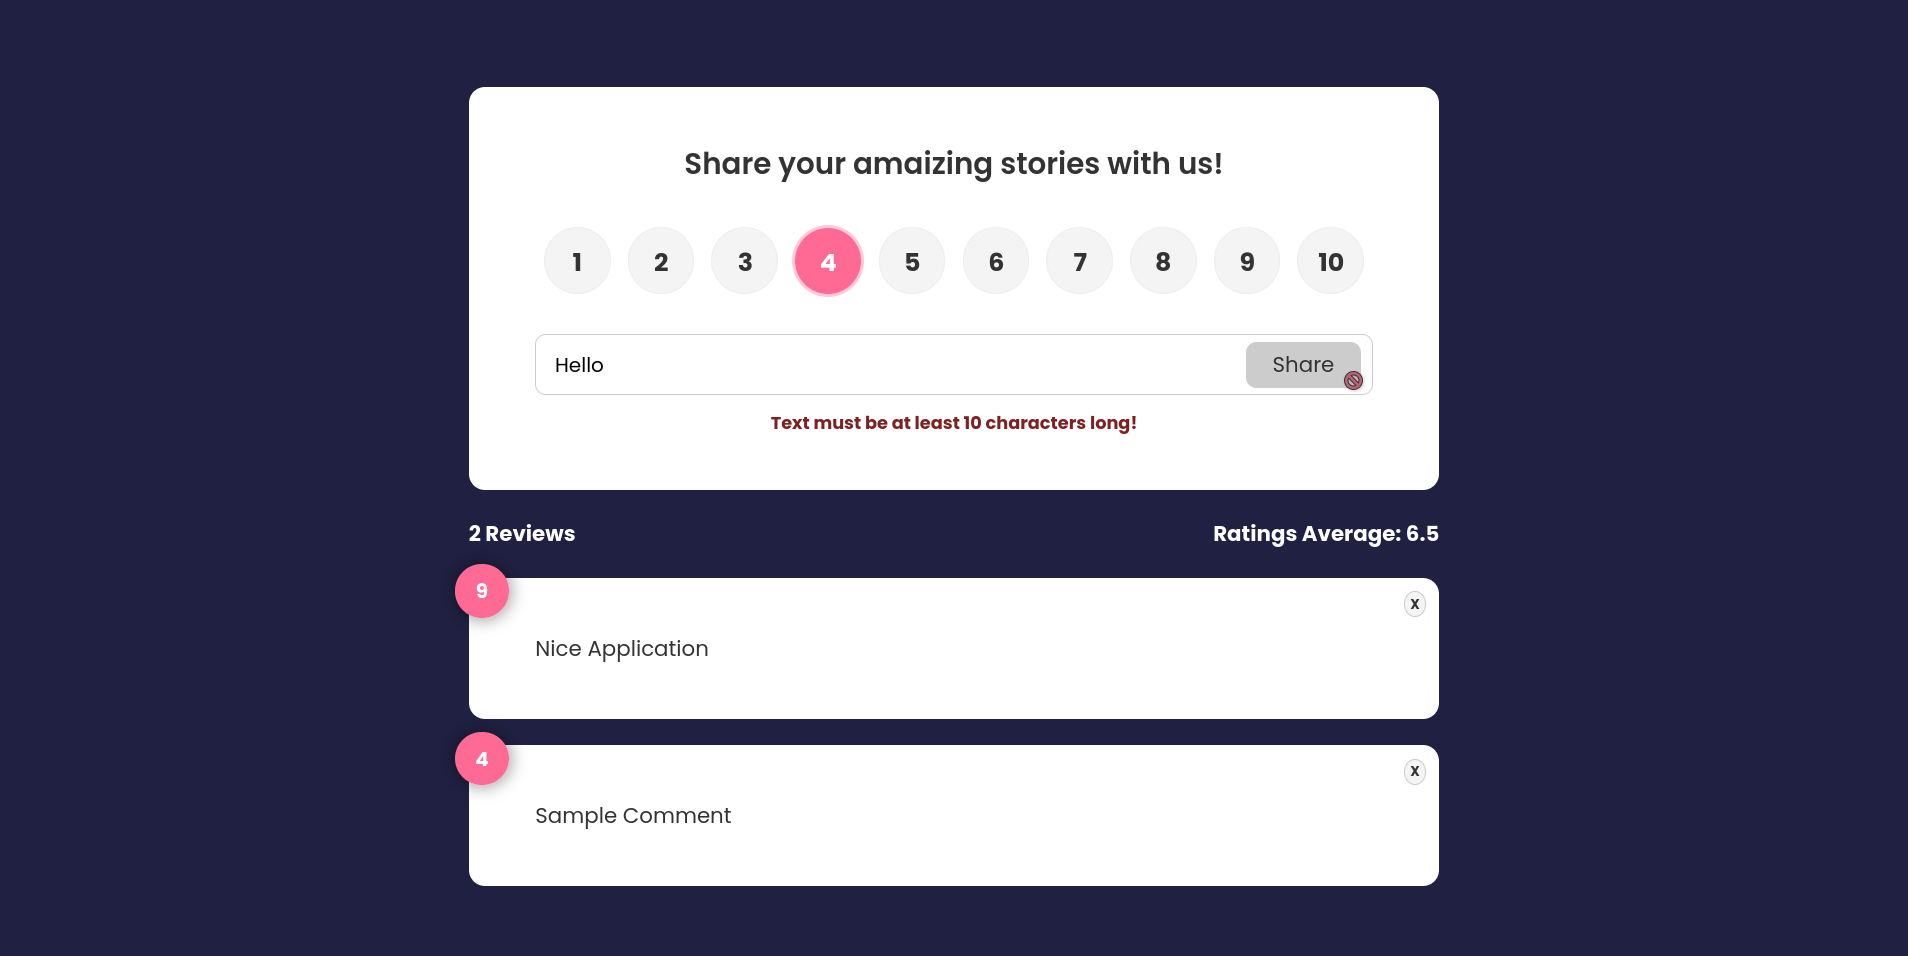 Share your amaizing stories with us!
1 2 3 4 5 6 7 8 9 10
Hello Share
Text must be at least 10 characters long!
2 Reviews Ratings Average: 6.5
9 X
Nice Application
4 X
Sample Comment